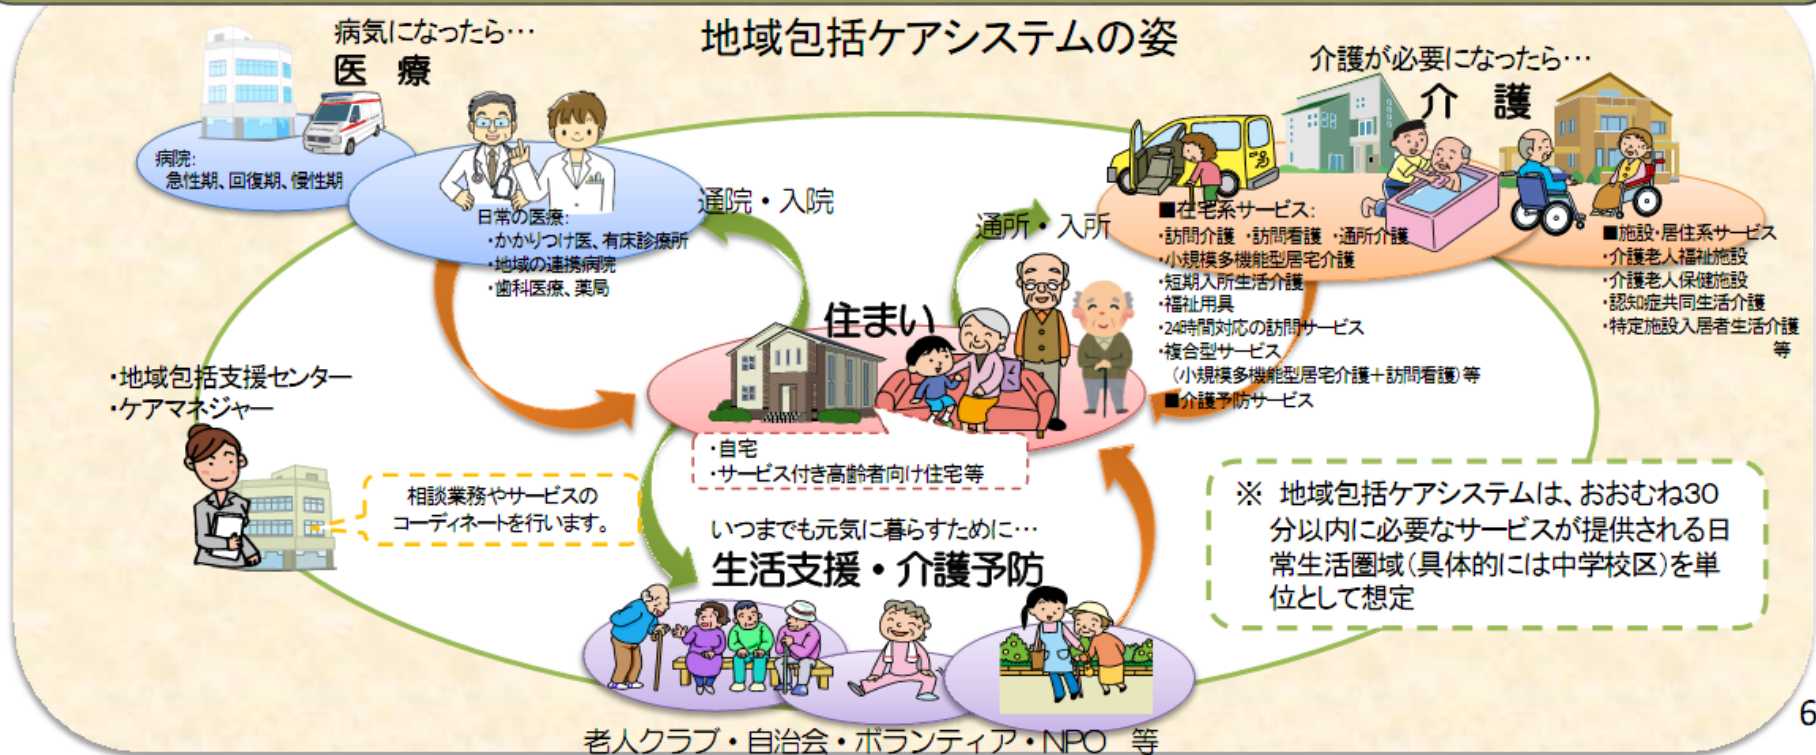 地域包括ケアシステムの姿
病気になったら…
医 療
病院:
急性期、回復期、慢性期
日常の医療:
・かかりつけ医、有床診療所
・地域の連携病院
・歯科医療、薬局
通院・入院
通所・入所
介護が必要になったら…
介 護
■在宅系サービス:
・訪問介護 ・訪問看護 ・通所介護
・小規模多機能型居宅介護
・短期入所生活介護
・福祉用具
・24時間対応の訪問サービス
・複合型サービス
(小規模多機能型居宅介護+訪問看護)等
■介護予防サービス
■施設・居住系サービス
・介護老人福祉施設
・介護老人保健施設
・認知症共同生活介護
・特定施設入居者生活介護
等
住まい
・自宅
・サービス付き高齢者向け住宅等
・地域包括支援センター
・ケアマネジャー
相談業務やサービスの
コーディネートを行います。
いつまでも元気に暮らすために…
生活支援・介護予防
老人クラブ・自治会・ボランティア・NPO 等
※ 地域包括ケアシステムは、おおむね30
分以内に必要なサービスが提供される日
常生活圏域(具体的には中学校区)を単
位として想定
6